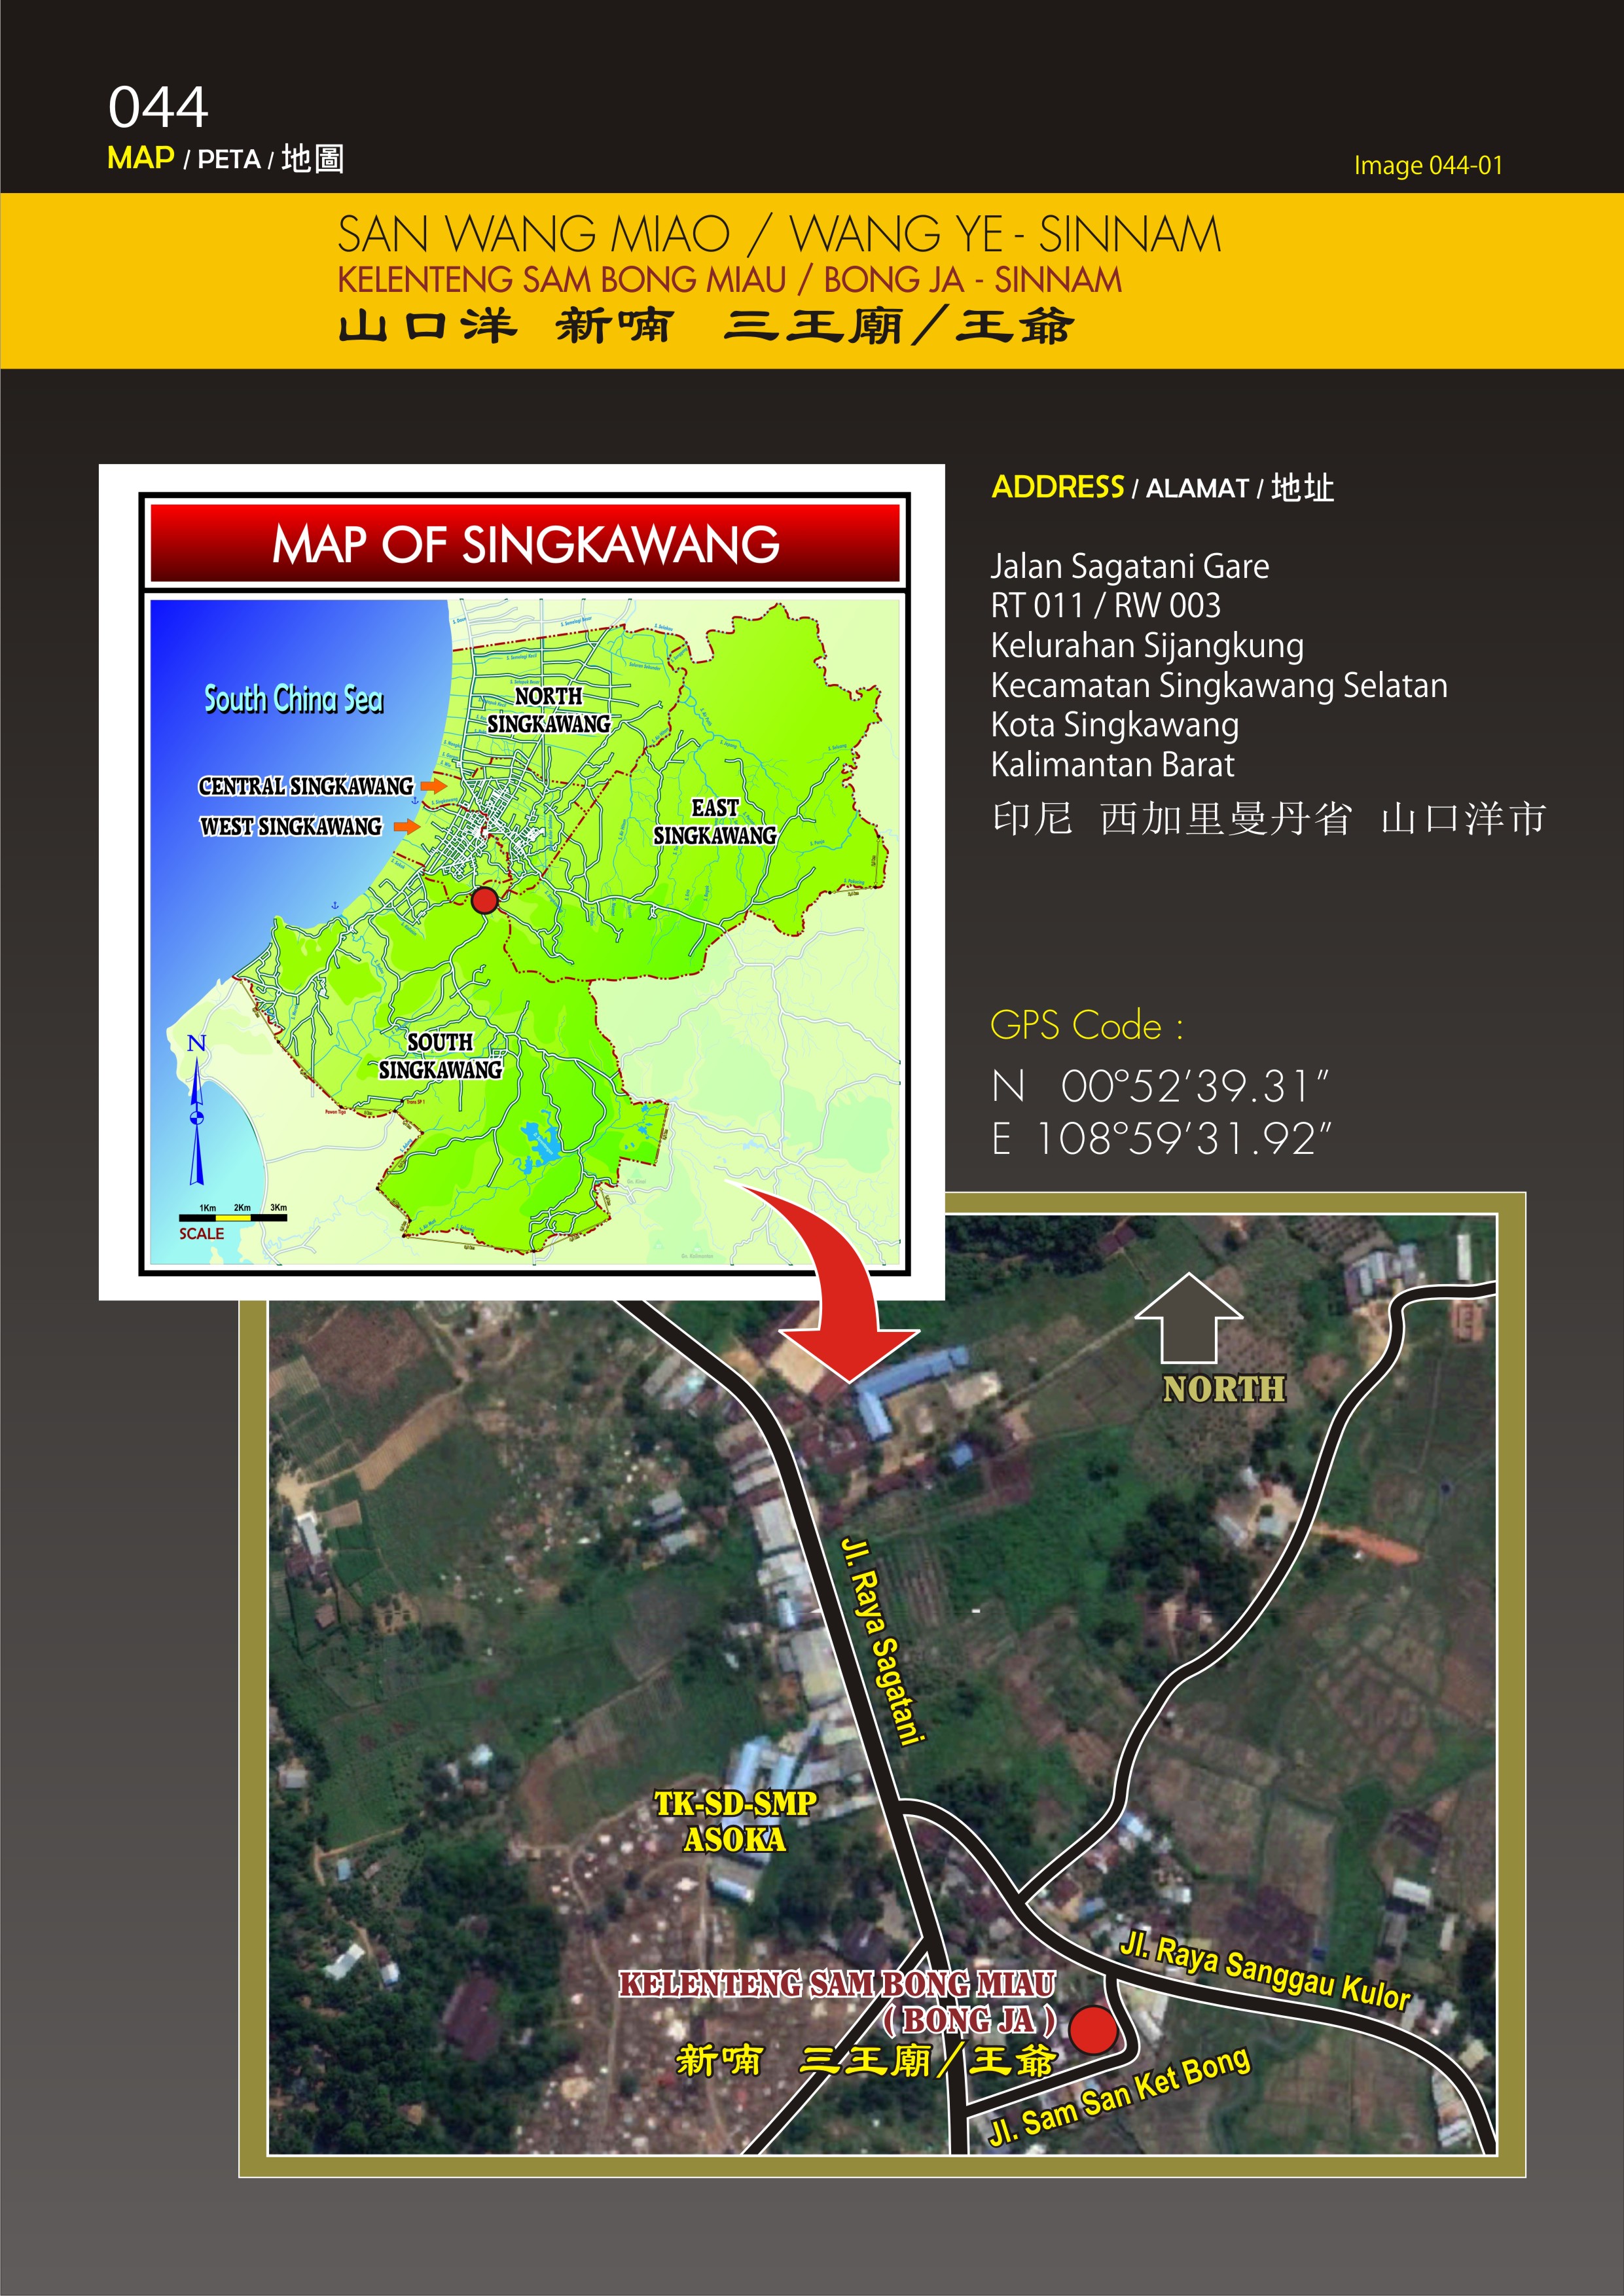 044
MAP / PETA / 地圖
Image 044-01
SAN WANG MIAO / WANG YE - SINNAM
KELENTENG SAM BONG MIAU / BONG JA - SINNAM
山口洋 新喃 三王廟/王爺
MAP OF SINGKAWANG
South China Sea
NORTH
SINGKAWANG
CENTRAL SINGKAWANG
WEST SINGKAWANG
EAST
SINGKAWANG
SOUTH
SINGKAWANG
N
1Km 2Km 3Km
SCALE
ADDRESS / ALAMAT / 地址
Jalan Sagatani Gare
RT 011 / RW 003
Kelurahan Sijangkung
Kecamatan Singkawang Selatan
Kota Singkawang
Kalimantan Barat
印尼 西加里曼丹省 山口洋市
GPS Code :
N 00°52’39.31”
E 108°59’31.92”
NORTH
Jl. Raya Sagatani
TK-SD-SMP
ASOKA
Jl. Raya Sanggau Kulor
KELENTENG SAM BONG MIAU
( BONG JA )
新喃 三王廟/王爺
Jl. Sam San Ket Bong